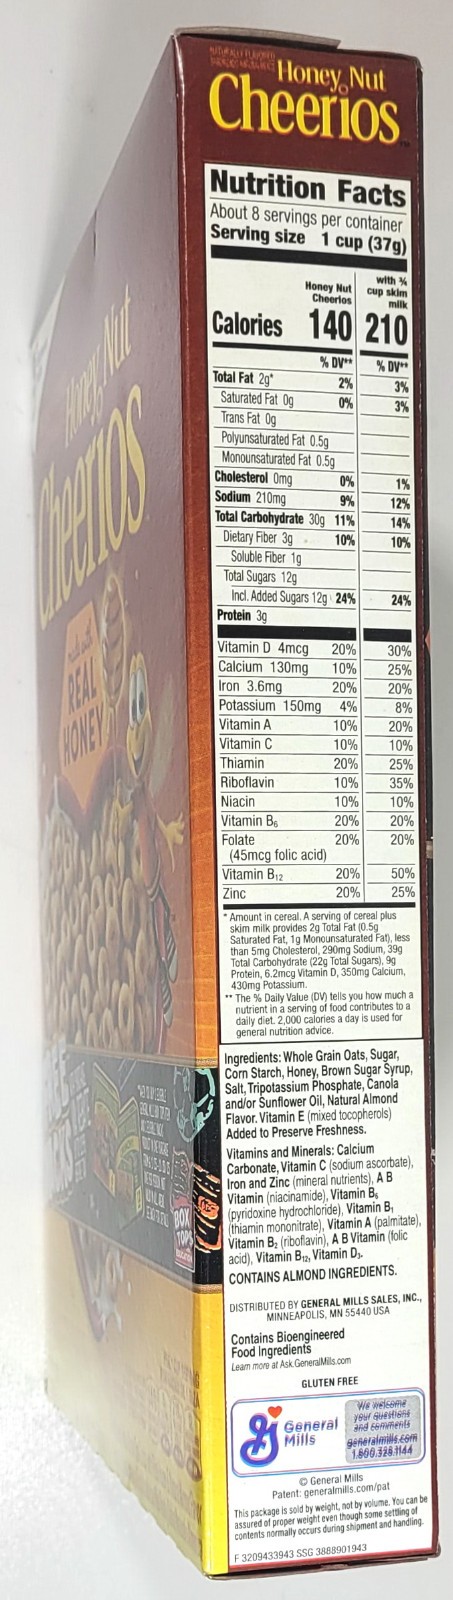 Honey Nut
Cheerios
Nutrition Facts
About 8 servings per container
Serving size 1 cup (37g)
Honey Nut Cheerios with ¾ cup skim milk
Calories 140 210
% DV** % DV**
Total Fat 2g* 2% 3%
Saturated Fat 0g 0% 3%
Trans Fat 0g
Polyunsaturated Fat 0.5g
Monounsaturated Fat 0.5g
Cholesterol 0mg 0% 1%
Sodium 210mg 9% 12%
Total Carbohydrate 30g 11% 14%
Dietary Fiber 3g 10% 10%
Soluble Fiber 1g
Total Sugars 12g
Incl. Added Sugars 12g 24% 24%
Protein 3g
Vitamin D 4mcg 20% 30%
Calcium 130mg 10% 25%
Iron 3.6mg 20% 20%
Potassium 150mg 4% 8%
Vitamin A 10% 20%
Vitamin C 10% 10%
Thiamin 20% 25%
Riboflavin 10% 35%
Niacin 10% 10%
Vitamin B6 20% 20%
Folate 20% 20%
(45mcg folic acid)
Vitamin B12 20% 50%
Zinc 20% 25%
* Amount in cereal. A serving of cereal plus
skim milk provides 2g Total Fat (0.5g
Saturated Fat, 1g Monounsaturated Fat), less
than 5mg Cholesterol, 290mg Sodium, 39g
Total Carbohydrate (22g Total Sugars), 9g
Protein, 6.2mcg Vitamin D, 350mg Calcium,
430mg Potassium.
** The % Daily Value (DV) tells you how much a
nutrient in a serving of food contributes to a
daily diet. 2,000 calories a day is used for
general nutrition advice.
Ingredients: Whole Grain Oats, Sugar,
Corn Starch, Honey, Brown Sugar Syrup,
Salt, Tripotassium Phosphate, Canola
and/or Sunflower Oil, Natural Almond
Flavor. Vitamin E (mixed tocopherols)
Added to Preserve Freshness.
Vitamins and Minerals: Calcium
Carbonate, Vitamin C (sodium ascorbate),
Iron and Zinc (mineral nutrients), A B
Vitamin (niacinamide), Vitamin B6
(pyridoxine hydrochloride), Vitamin B1
(thiamin mononitrate), Vitamin A (palmitate),
Vitamin B2 (riboflavin), A B Vitamin (folic
acid), Vitamin B12, Vitamin D3.
CONTAINS ALMOND INGREDIENTS.
DISTRIBUTED BY GENERAL MILLS SALES, INC.,
MINNEAPOLIS, MN 55440 USA
Contains Bioengineered
Food Ingredients
Learn more at Ask.GeneralMills.com
GLUTEN FREE
General
Mills
We welcome
your questions
and comments
generalmills.com
1.800.328.1144
© General Mills
Patent: generalmills.com/pat
This package is sold by weight, not by volume. You can be
assured of proper weight even though some settling of
contents normally occurs during shipment and handling.
F 3209433943 SSG 3888901943
Honey Nut
Cheerios
made with
REAL
HONEY
BOX
TOPS